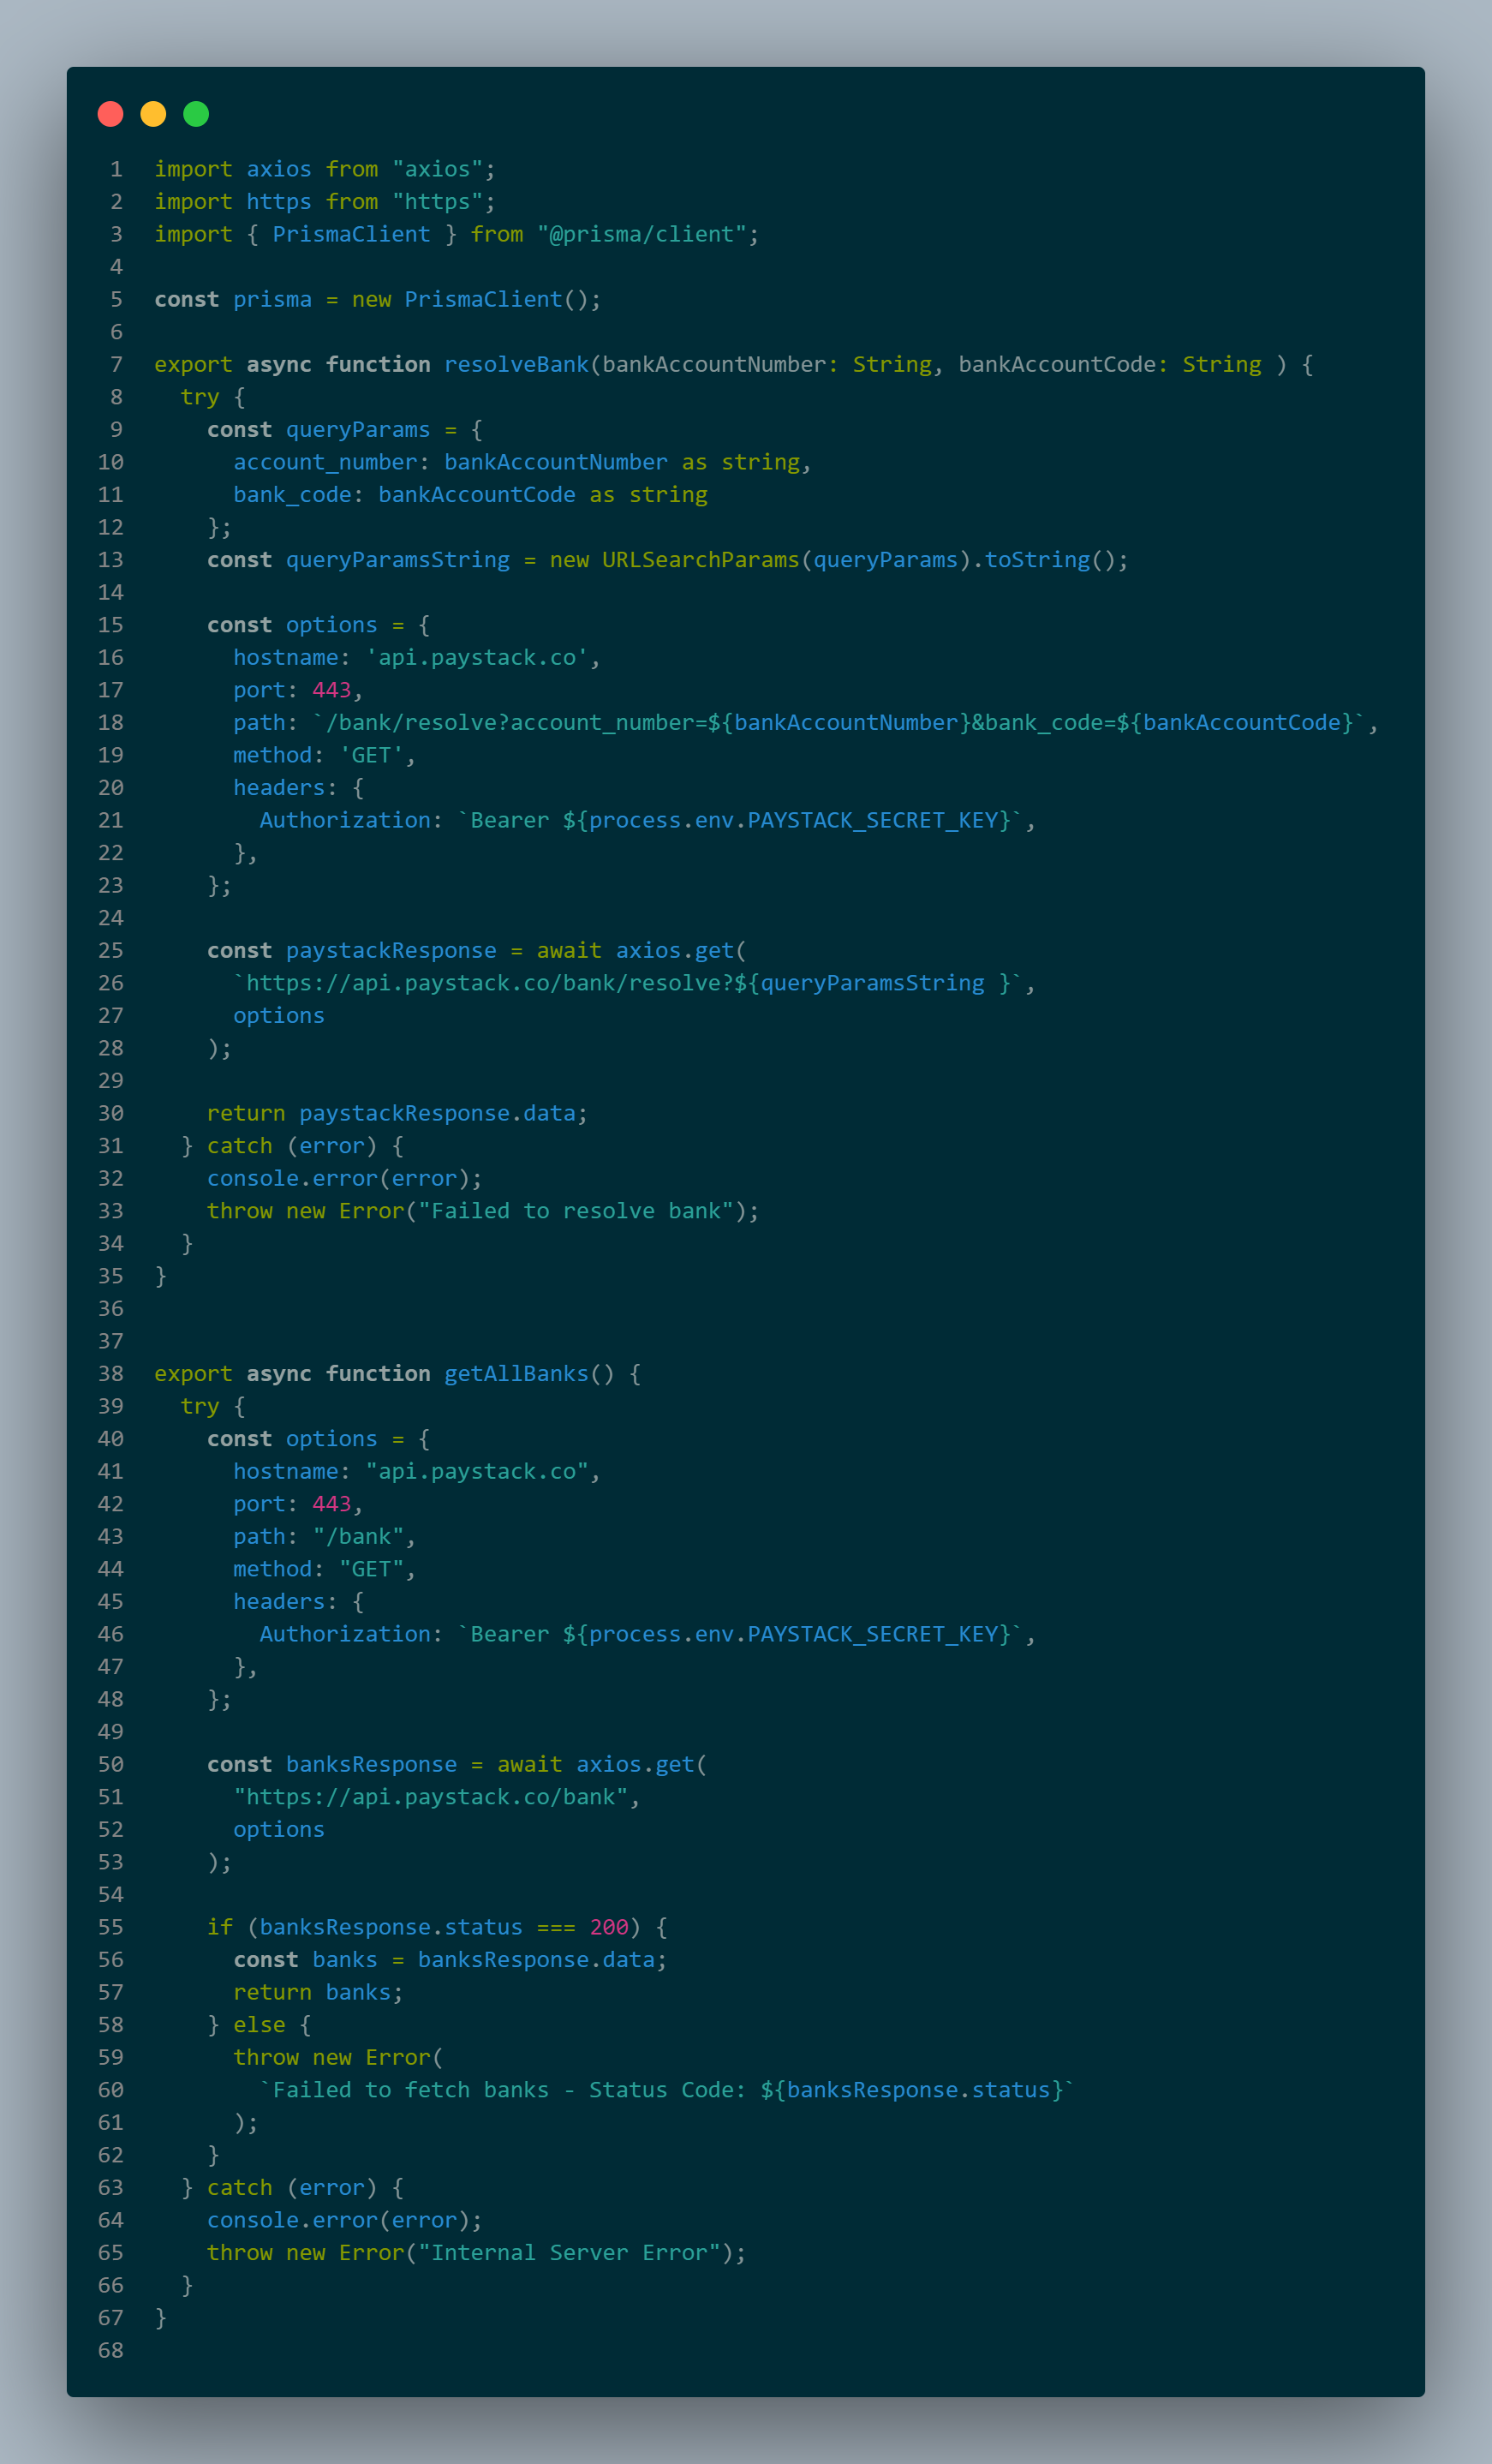 1 import axios from "axios";
2 import https from "https";
3 import { PrismaClient } from "@prisma/client";
4
5 const prisma = new PrismaClient();
6
7 export async function resolveBank(bankAccountNumber: String, bankAccountCode: String ) {
8   try {
9     const queryParams = {
10       account_number: bankAccountNumber as string,
11       bank_code: bankAccountCode as string
12     };
13     const queryParamsString = new URLSearchParams(queryParams).toString();
14
15     const options = {
16       hostname: 'api.paystack.co',
17       port: 443,
18       path: `/bank/resolve?account_number=${bankAccountNumber}&bank_code=${bankAccountCode}`,
19       method: 'GET',
20       headers: {
21         Authorization: `Bearer ${process.env.PAYSTACK_SECRET_KEY}`,
22       },
23     };
24
25     const paystackResponse = await axios.get(
26       `https://api.paystack.co/bank/resolve?${queryParamsString }`,
27       options
28     );
29
30     return paystackResponse.data;
31   } catch (error) {
32     console.error(error);
33     throw new Error("Failed to resolve bank");
34   }
35 }
36
37
38 export async function getAllBanks() {
39   try {
40     const options = {
41       hostname: "api.paystack.co",
42       port: 443,
43       path: "/bank",
44       method: "GET",
45       headers: {
46         Authorization: `Bearer ${process.env.PAYSTACK_SECRET_KEY}`,
47       },
48     };
49
50     const banksResponse = await axios.get(
51       "https://api.paystack.co/bank",
52       options
53     );
54
55     if (banksResponse.status === 200) {
56       const banks = banksResponse.data;
57       return banks;
58     } else {
59       throw new Error(
60         `Failed to fetch banks - Status Code: ${banksResponse.status}`
61       );
62     }
63   } catch (error) {
64     console.error(error);
65     throw new Error("Internal Server Error");
66   }
67 }
68